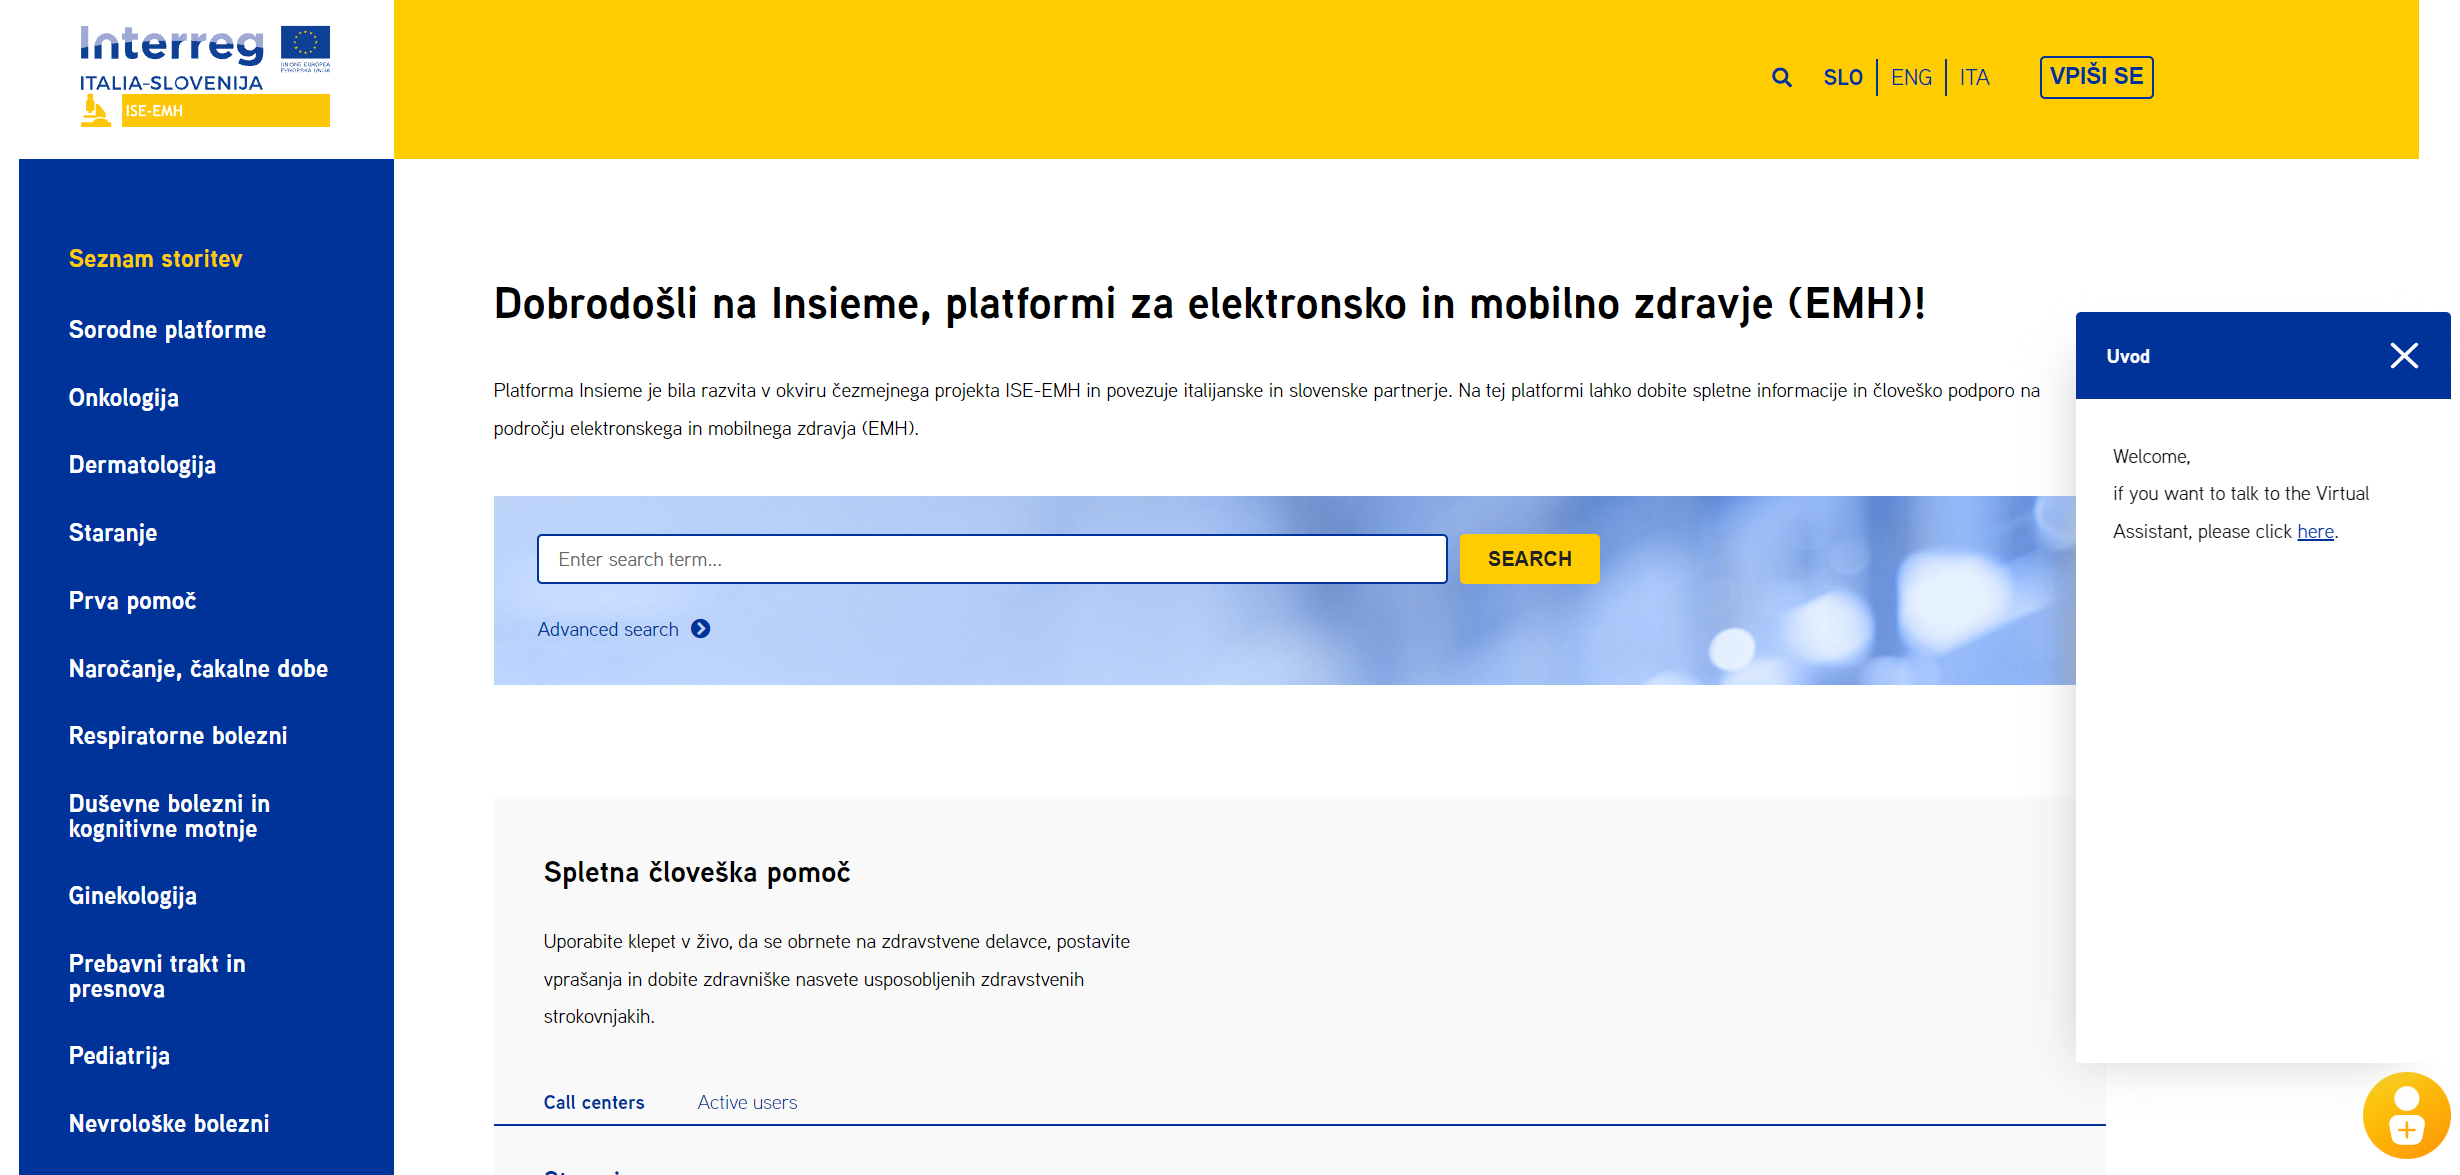 Interreg
UNIONE EUROPEA
EVROPSKA UNIJA
ITALIA-SLOVENIJA
ISE-EMH
SLO
ENG
ITA
VPIŠI SE
Seznam storitev
Sorodne platforme
Onkologija
Dermatologija
Staranje
Prva pomoč
Naročanje, čakalne dobe
Respiratorne bolezni
Duševne bolezni in
kognitivne motnje
Ginekologija
Prebavni trakt in
presnova
Pediatrija
Nevrološke bolezni
Dobrodošli na Insieme, platformi za elektronsko in mobilno zdravje (EMH)!
Platforma Insieme je bila razvita v okviru čezmejnega projekta ISE-EMH in povezuje italijanske in slovenske partnerje. Na tej platformi lahko dobite spletne informacije in človeško podporo na
področju elektronskega in mobilnega zdravja (EMH).
Enter search term...
SEARCH
Advanced search
Spletna človeška pomoč
Uporabite klepet v živo, da se obrnete na zdravstvene delavce, postavite
vprašanja in dobite zdravniške nasvete usposobljenih zdravstvenih
strokovnjakih.
Call centers
Active users
Uvod
Welcome,
if you want to talk to the Virtual
Assistant, please click here.